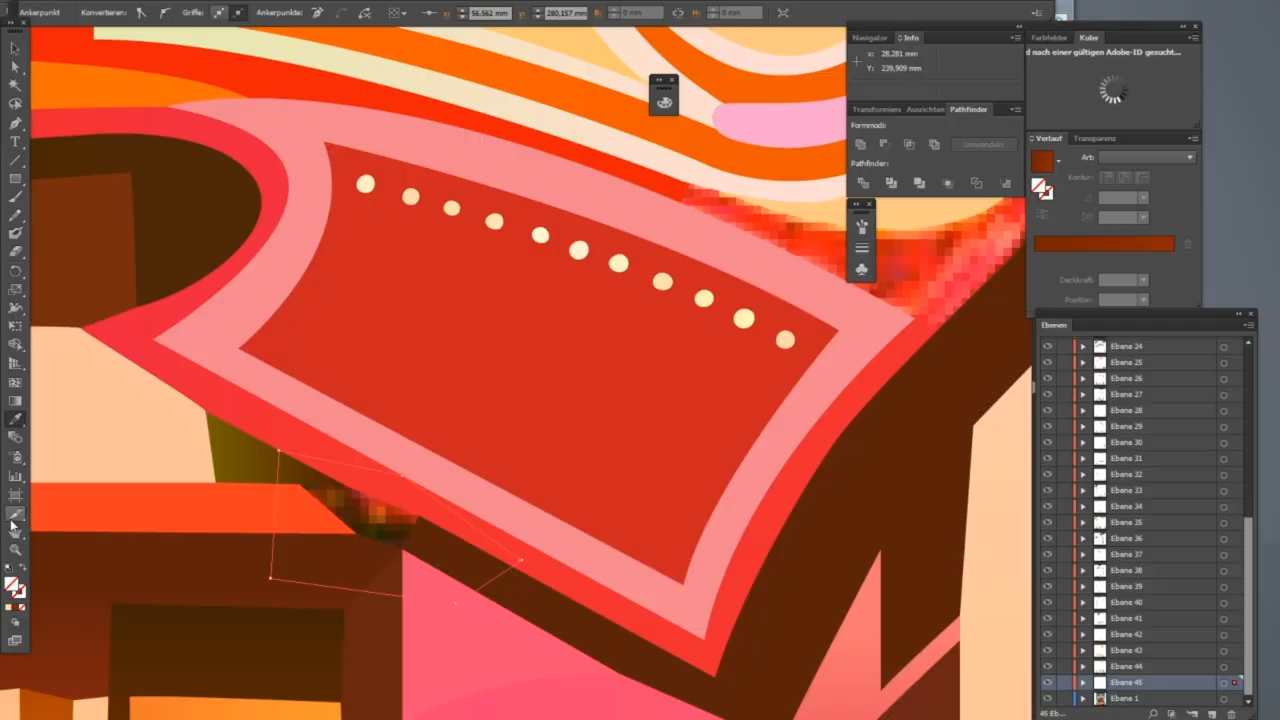 Ankerpunkt
Konvertieren:
Griffe:
Ankerpunkte:
56,562 mm
280,157 mm
0 mm
0 mm
Navigator
Info
X: 28,281 mm
Y: 239,909 mm
Farbfelder
Kuler
d nach einer gültigen Adobe-ID gesucht...
Transformiere
Ausrichten
Pathfinder
Formmodi:
Umwandeln
Pathfinder:
Verlauf
Transparenz
Art:
Kontur:
Deckkraft:
Position:
Ebenen
Ebene 24
Ebene 25
Ebene 26
Ebene 27
Ebene 28
Ebene 29
Ebene 30
Ebene 31
Ebene 32
Ebene 33
Ebene 34
Ebene 35
Ebene 36
Ebene 37
Ebene 38
Ebene 39
Ebene 40
Ebene 41
Ebene 42
Ebene 43
Ebene 44
Ebene 45
Ebene 1
45 Eb...